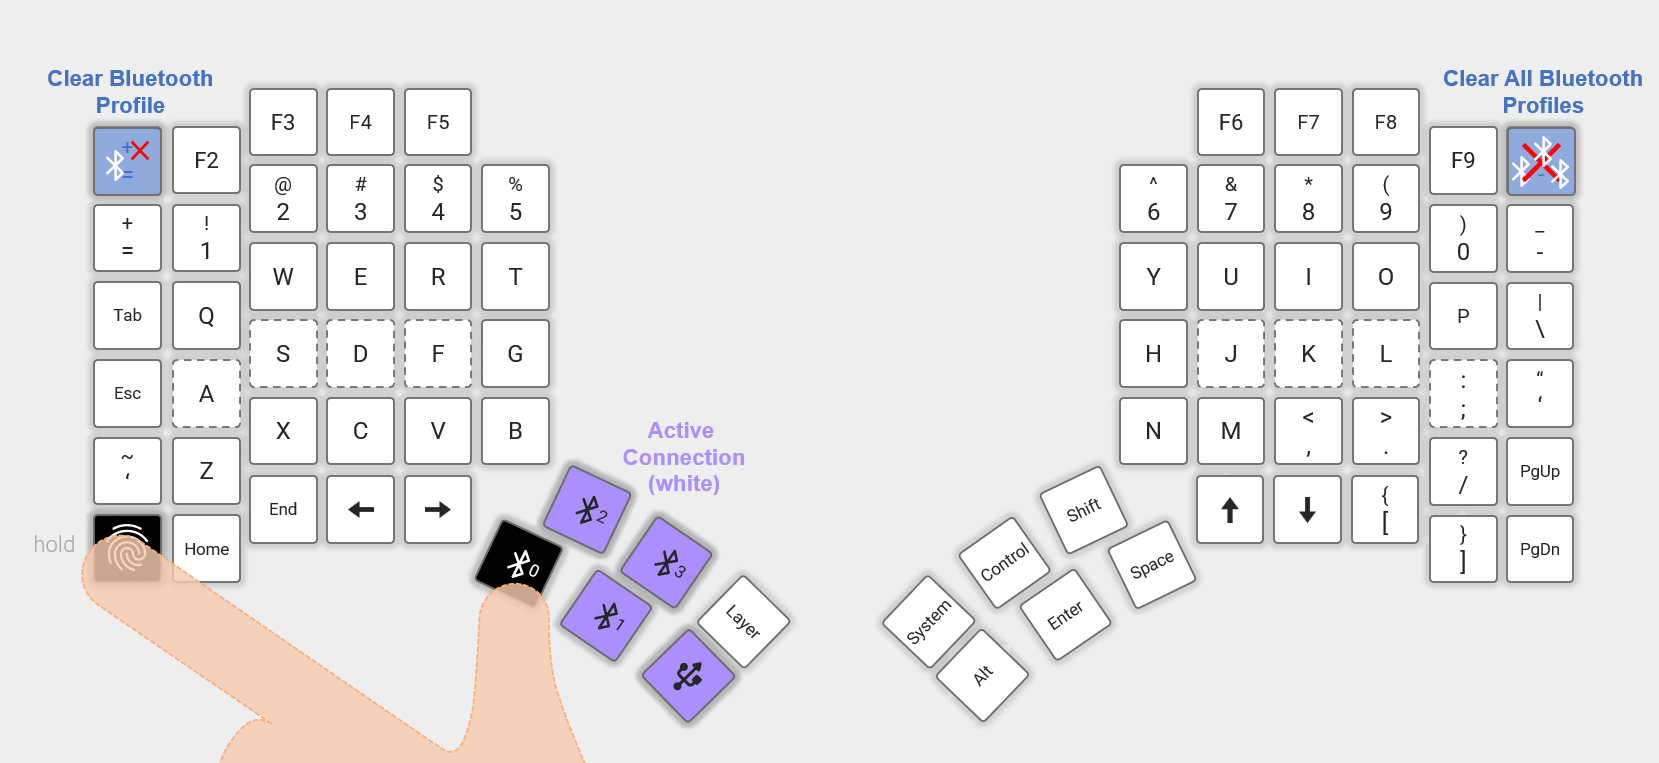 Clear Bluetooth
Profile
Clear All Bluetooth
Profiles
F3
F4
F5
F6
F7
F8
+
=
F2
F9
-
@
2
#
3
$
4
%
5
^
6
&
7
*
8
(
9
+
=
!
1
)
0
_
-
W
E
R
T
Y
U
I
O
Tab
Q
P
|
\
S
D
F
G
H
J
K
L
Esc
A
:
;
“
‘
X
C
V
B
N
M
<
,
>
.
Active
Connection
(white)
~
‘
Z
?
/
PgUp
End
←
→
2
Shift
↑
↓
{
[
hold
Home
0
3
Control
Space
}
]
PgDn
1
Layer
System
Enter
Alt